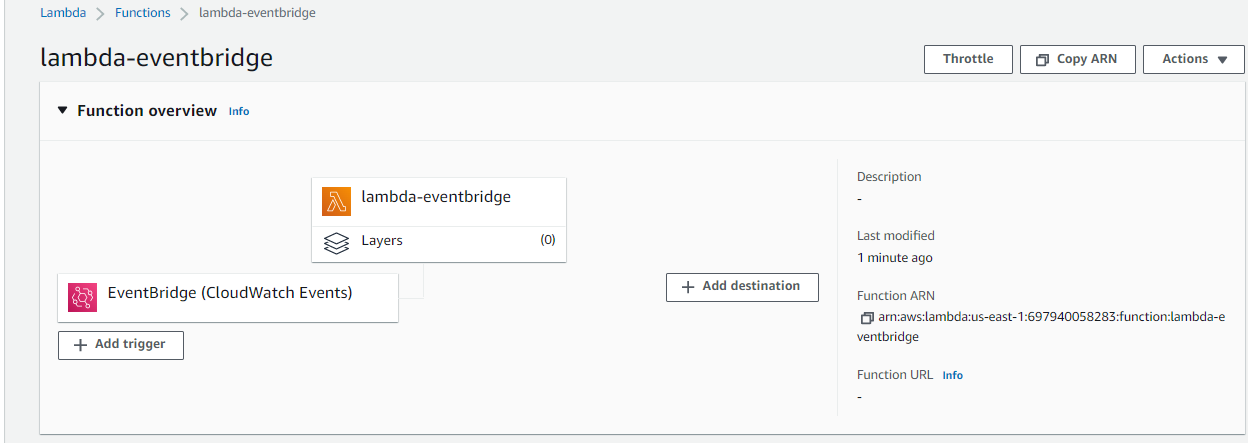 Lambda > Functions > lambda-eventbridge
lambda-eventbridge
Throttle Copy ARN Actions ▼
▼ Function overview Info
lambda-eventbridge
Layers (0)
EventBridge (CloudWatch Events)
+ Add trigger
+ Add destination
Description
-
Last modified
1 minute ago
Function ARN
arn:aws:lambda:us-east-1:697940058283:function:lambda-e
ventbridge
Function URL Info
-